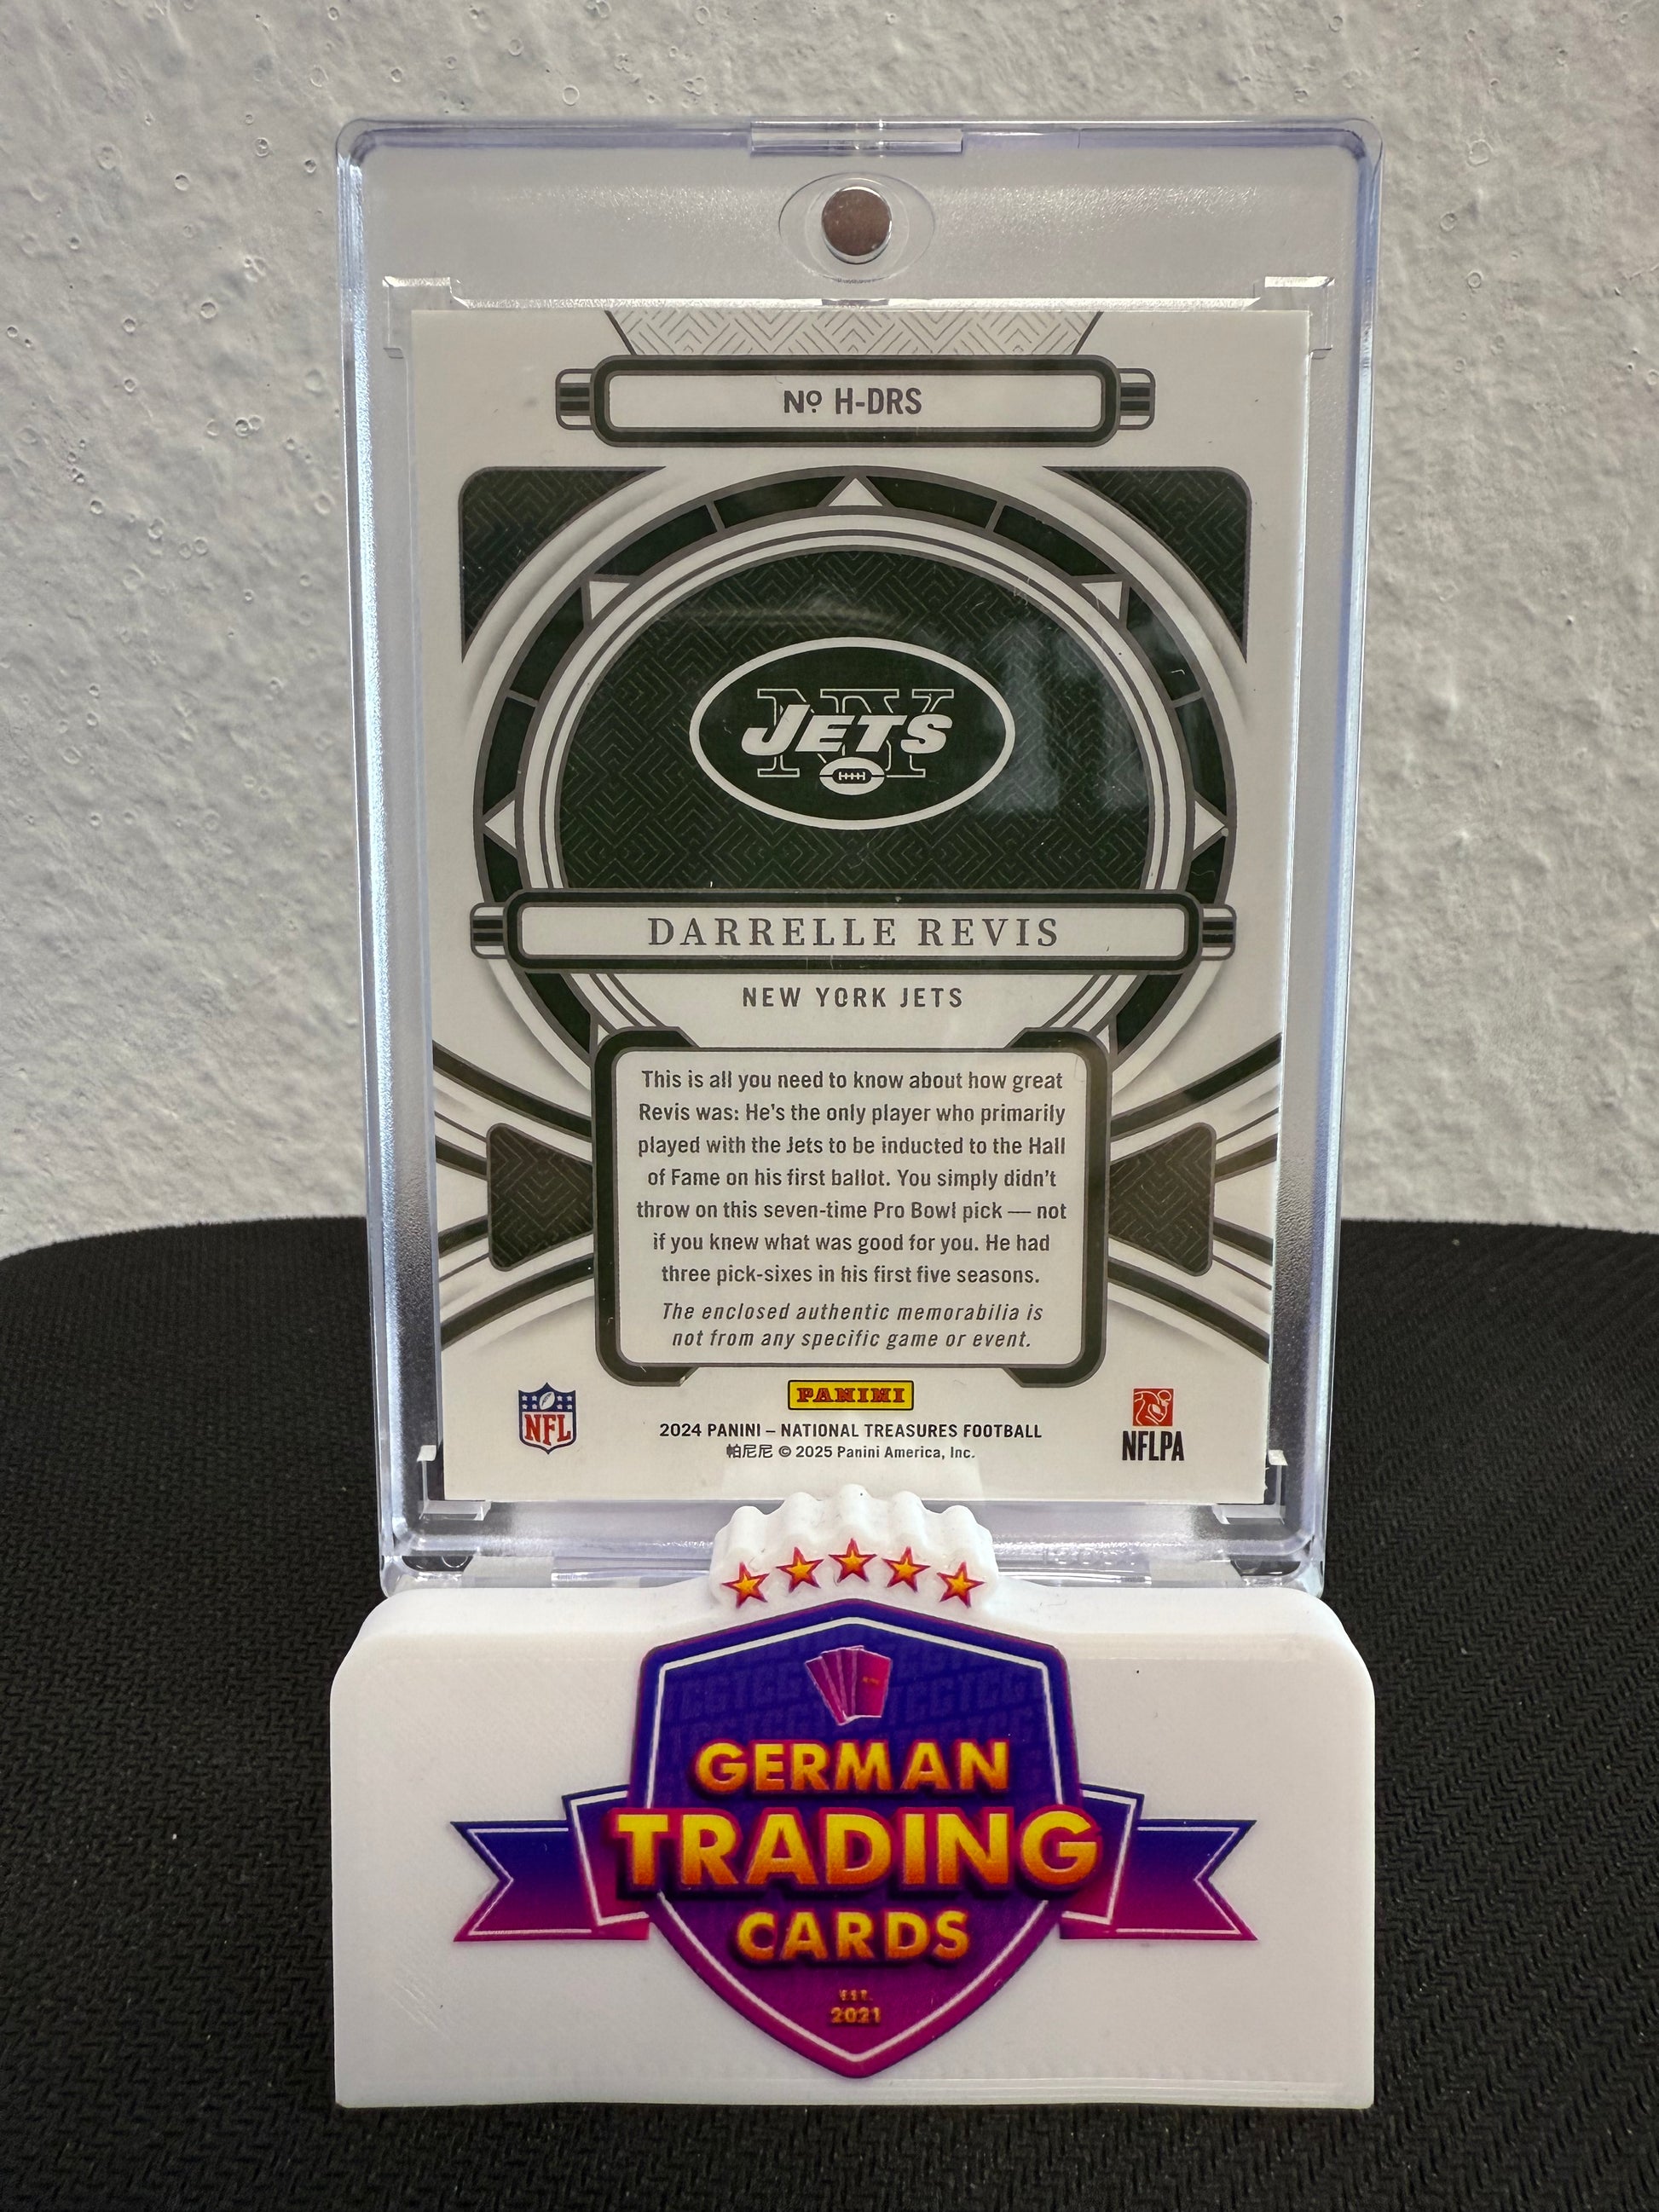 Nº H-DRS
NY
JETS
DARRELLE REVIS
NEW YORK JETS
This is all you need to know about how great
Revis was: He's the only player who primarily
played with the Jets to be inducted to the Hall
of Fame on his first ballot. You simply didn't
throw on this seven-time Pro Bowl pick — not
if you knew what was good for you. He had
three pick-sixes in his first five seasons.
The enclosed authentic memorabilia is
not from any specific game or event.
NFL
PANINI
NFLPA
2024 PANINI – NATIONAL TREASURES FOOTBALL
帕尼尼 © 2025 Panini America, Inc.
GERMAN
TRADING
CARDS
EST.
2021